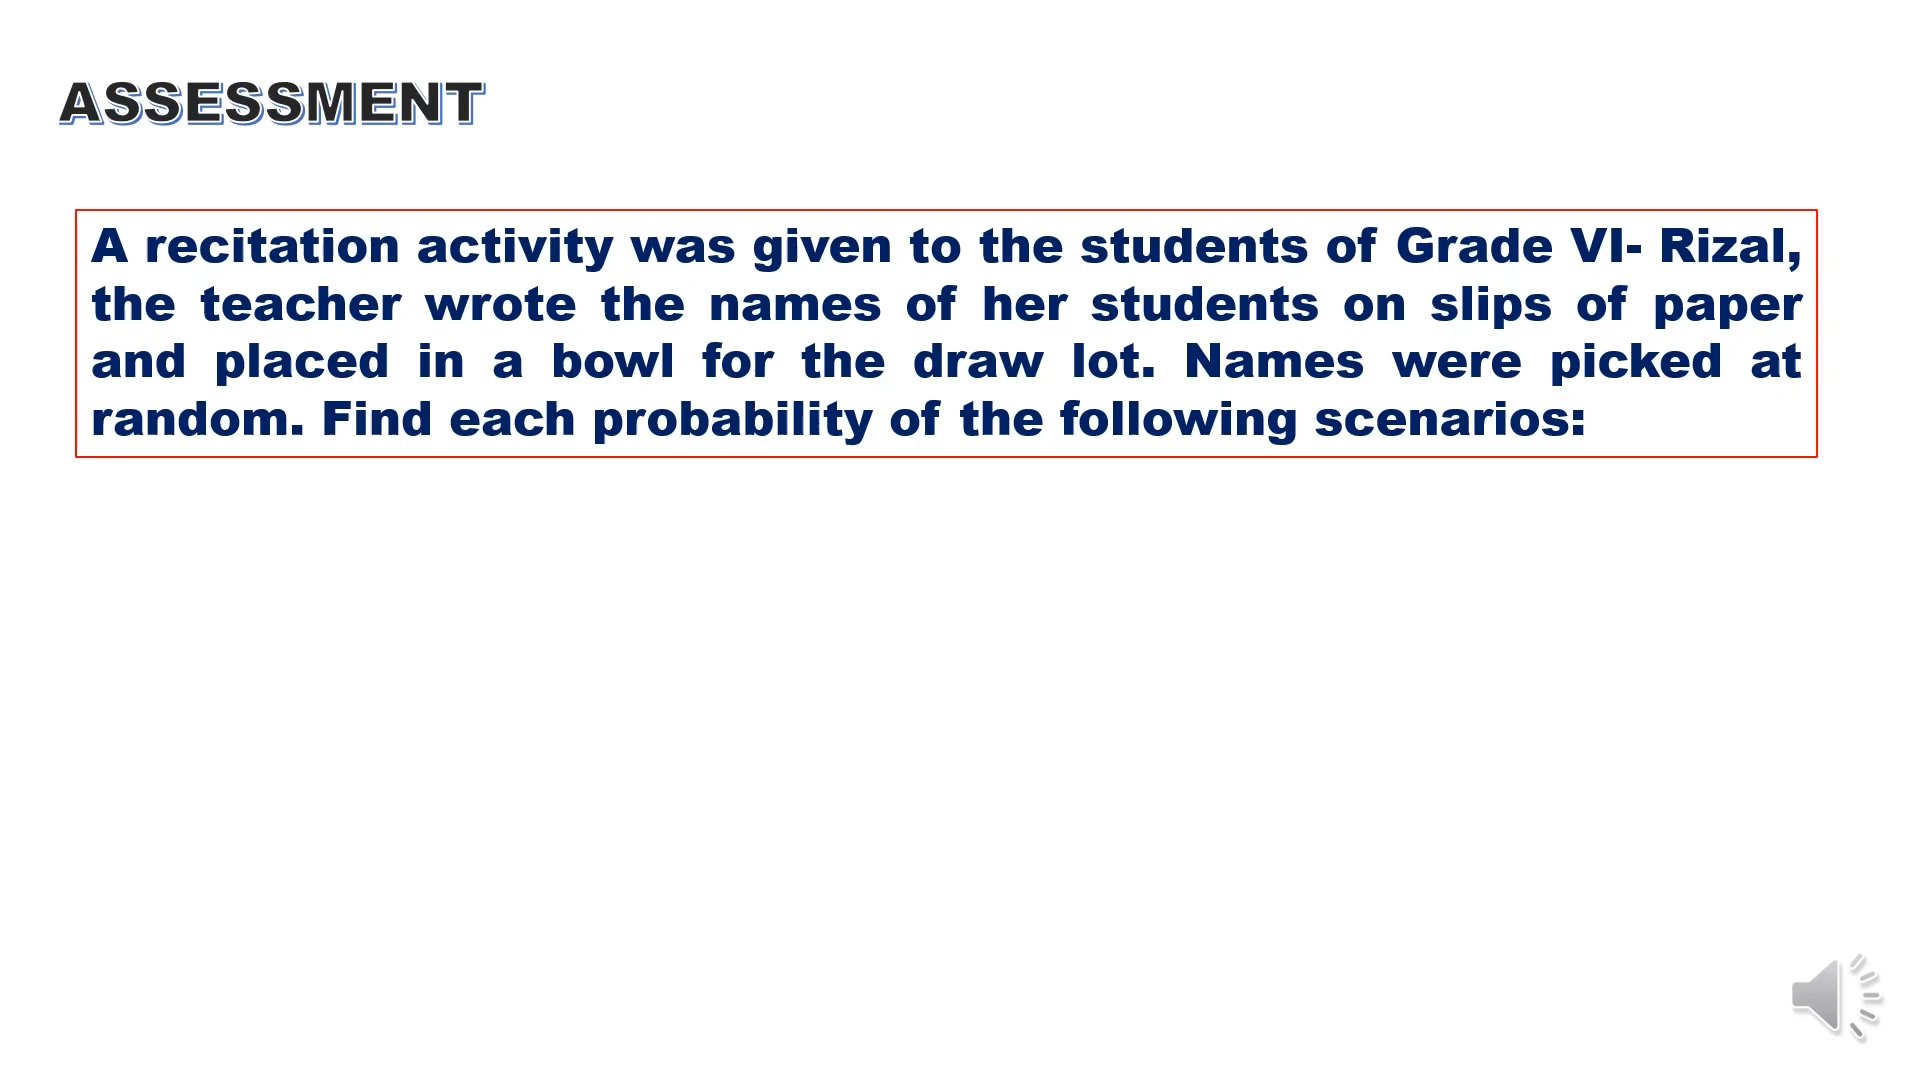 ASSESSMENT
A recitation activity was given to the students of Grade VI- Rizal,
the teacher wrote the names of her students on slips of paper
and placed in a bowl for the draw lot. Names were picked at
random. Find each probability of the following scenarios: